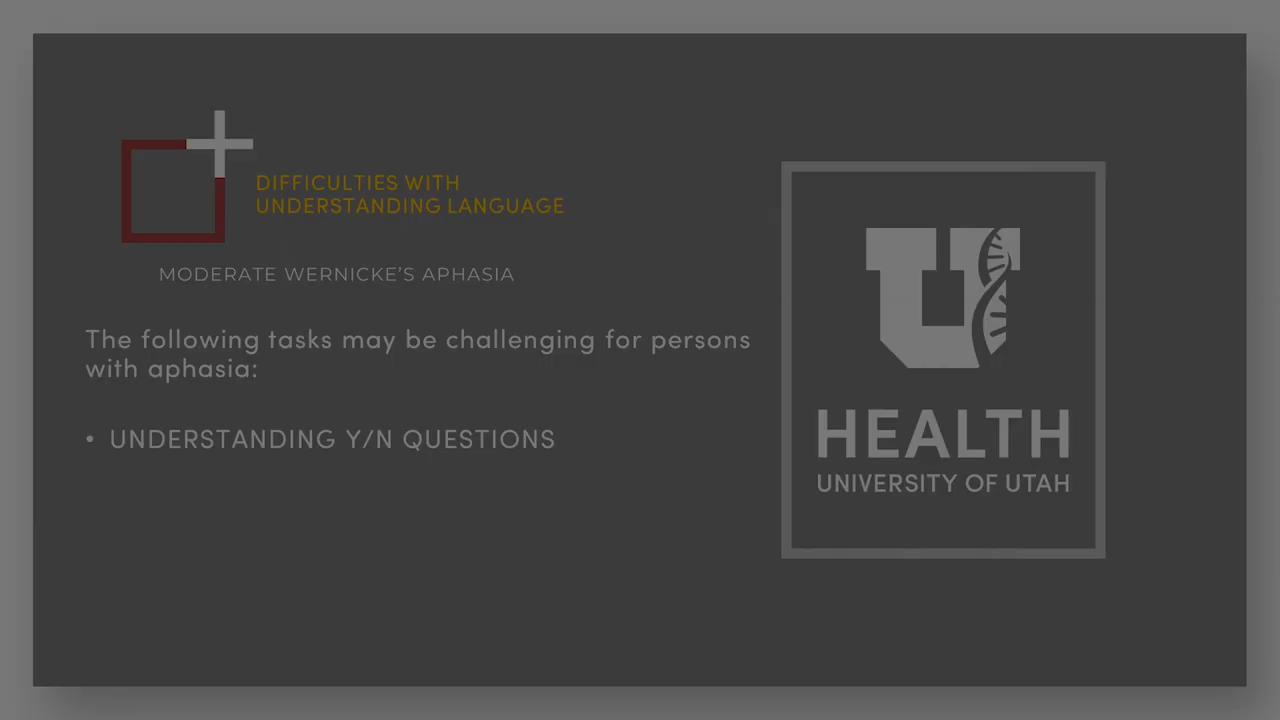 DIFFICULTIES WITH
UNDERSTANDING LANGUAGE
MODERATE WERNICKE’S APHASIA
The following tasks may be challenging for persons
with aphasia:
• UNDERSTANDING Y/N QUESTIONS
U
HEALTH
UNIVERSITY OF UTAH